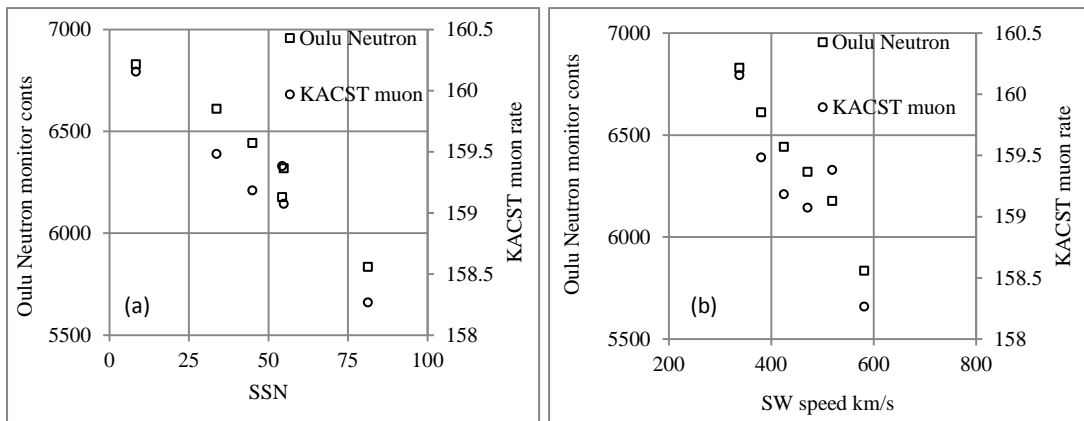 7000
6500
6000
5500
Oulu Neutron monitor conts
160.5
160
159.5
159
158.5
158
KACST muon rate
Oulu Neutron
KACST muon
(a)
0
25
50
75
100
SSN
7000
6500
6000
5500
Oulu Neutron monitor conts
160.5
160
159.5
159
158.5
158
KACST muon rate
Oulu Neutron
KACST muon
(b)
200
400
600
800
SW speed km/s